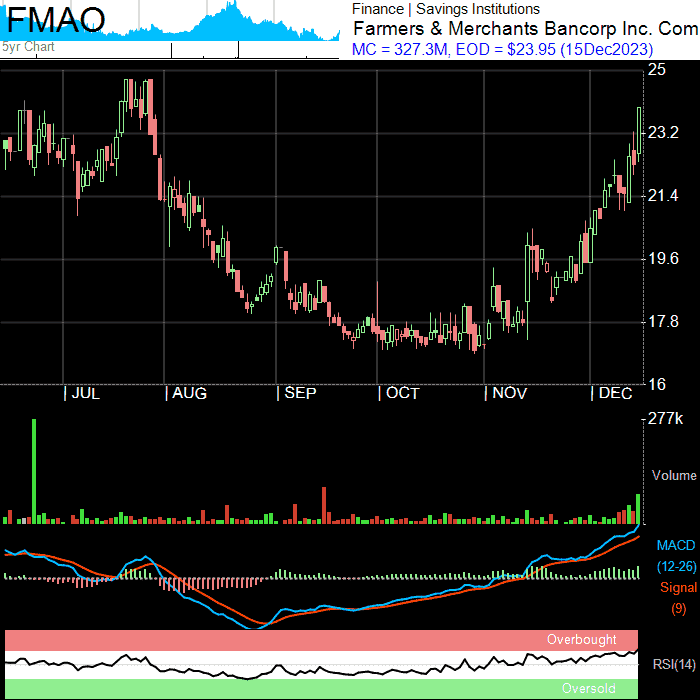 FMAO
5yr Chart
Finance | Savings Institutions
Farmers & Merchants Bancorp Inc. Com
MC = 327.3M, EOD = $23.95 (15Dec2023)
25
23.2
21.4
19.6
17.8
16
JUL AUG SEP OCT NOV DEC
277k
Volume
MACD
(12-26)
Signal
(9)
Overbought
RSI(14)
Oversold